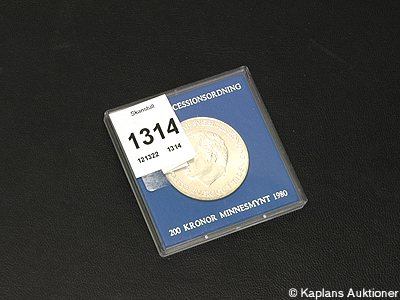 CESSIONSORDNING
Skanstull
1314
121322 1314
200 KRONOR MINNESMYNT 1980
© Kaplans Auktioner